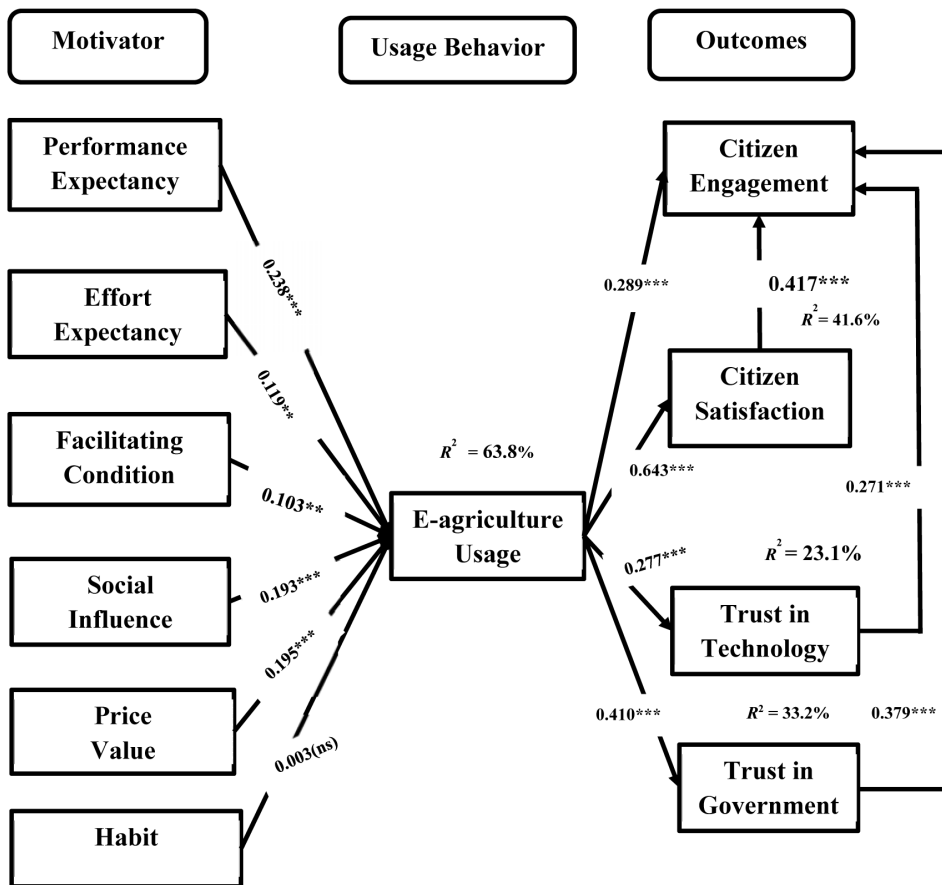 Motivator
Usage Behavior
Outcomes
Performance
Expectancy
Effort
Expectancy
Facilitating
Condition
Social
Influence
Price
Value
Habit
0.238***
0.119**
0.103**
0.193***
0.195***
0.003(ns)
R² = 63.8%
E-agriculture
Usage
0.289***
0.643***
0.277***
0.410***
Citizen
Engagement
0.417***
R² = 41.6%
Citizen
Satisfaction
0.271***
R² = 23.1%
Trust in
Technology
R² = 33.2%
0.379***
Trust in
Government